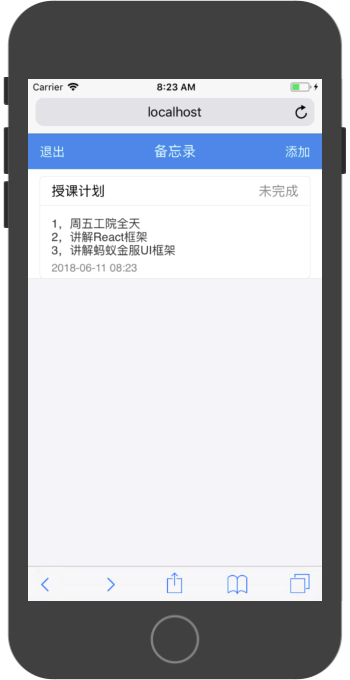 Carrier 8:23 AM
localhost
退出 备忘录 添加
授课计划 未完成
1，周五工院全天
2，讲解React框架
3，讲解蚂蚁金服UI框架
2018-06-11 08:23